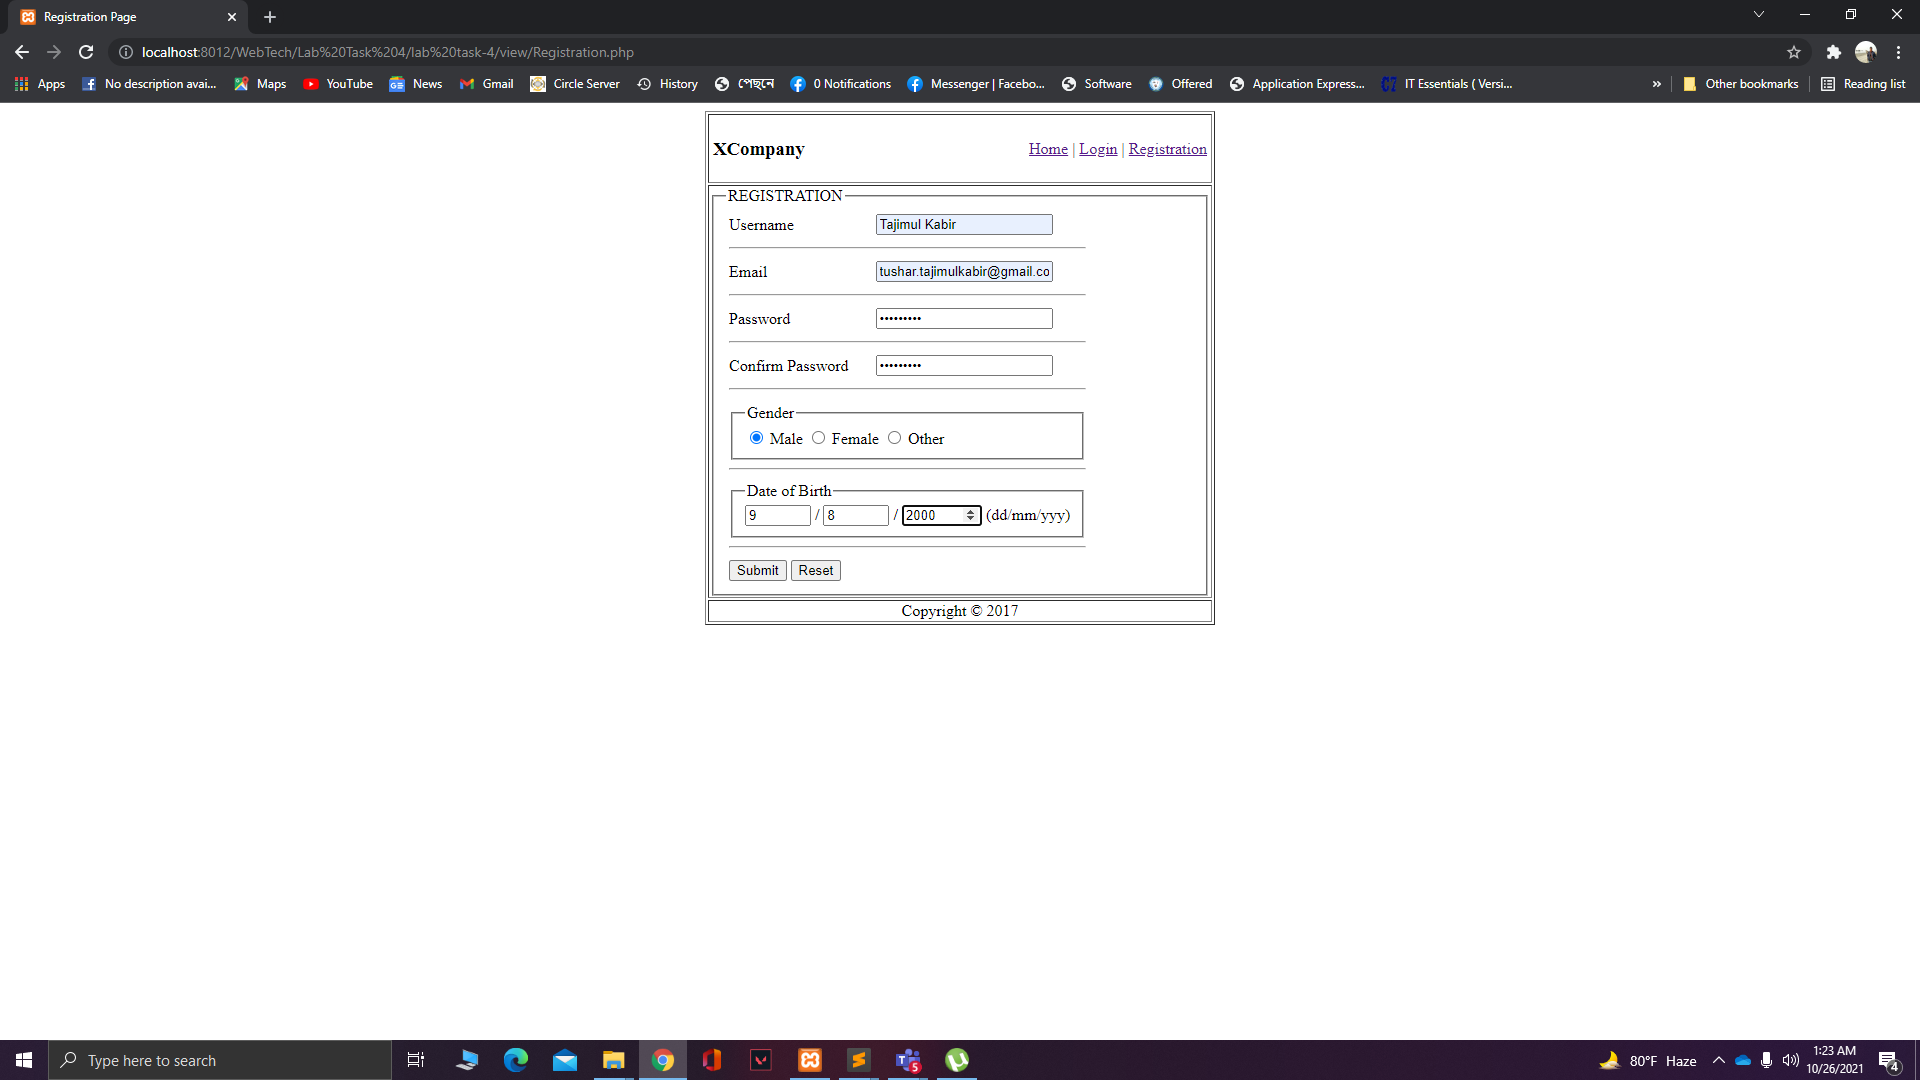 Registration Page
localhost:8012/WebTech/Lab%20Task%204/lab%20task-4/view/Registration.php
Apps No description avai... Maps YouTube News Gmail Circle Server History পেছনে 0 Notifications Messenger | Facebo... Software Offered Application Express... IT Essentials ( Versi... » Other bookmarks Reading list
XCompany Home | Login | Registration
REGISTRATION
Username Tajimul Kabir
Email tushar.tajimulkabir@gmail.co
Password •••••••••
Confirm Password •••••••••
Gender
Male Female Other
Date of Birth
9 / 8 / 2000 (dd/mm/yyy)
Submit Reset
Copyright © 2017
Type here to search
5
80°F Haze
1:23 AM
10/26/2021
4